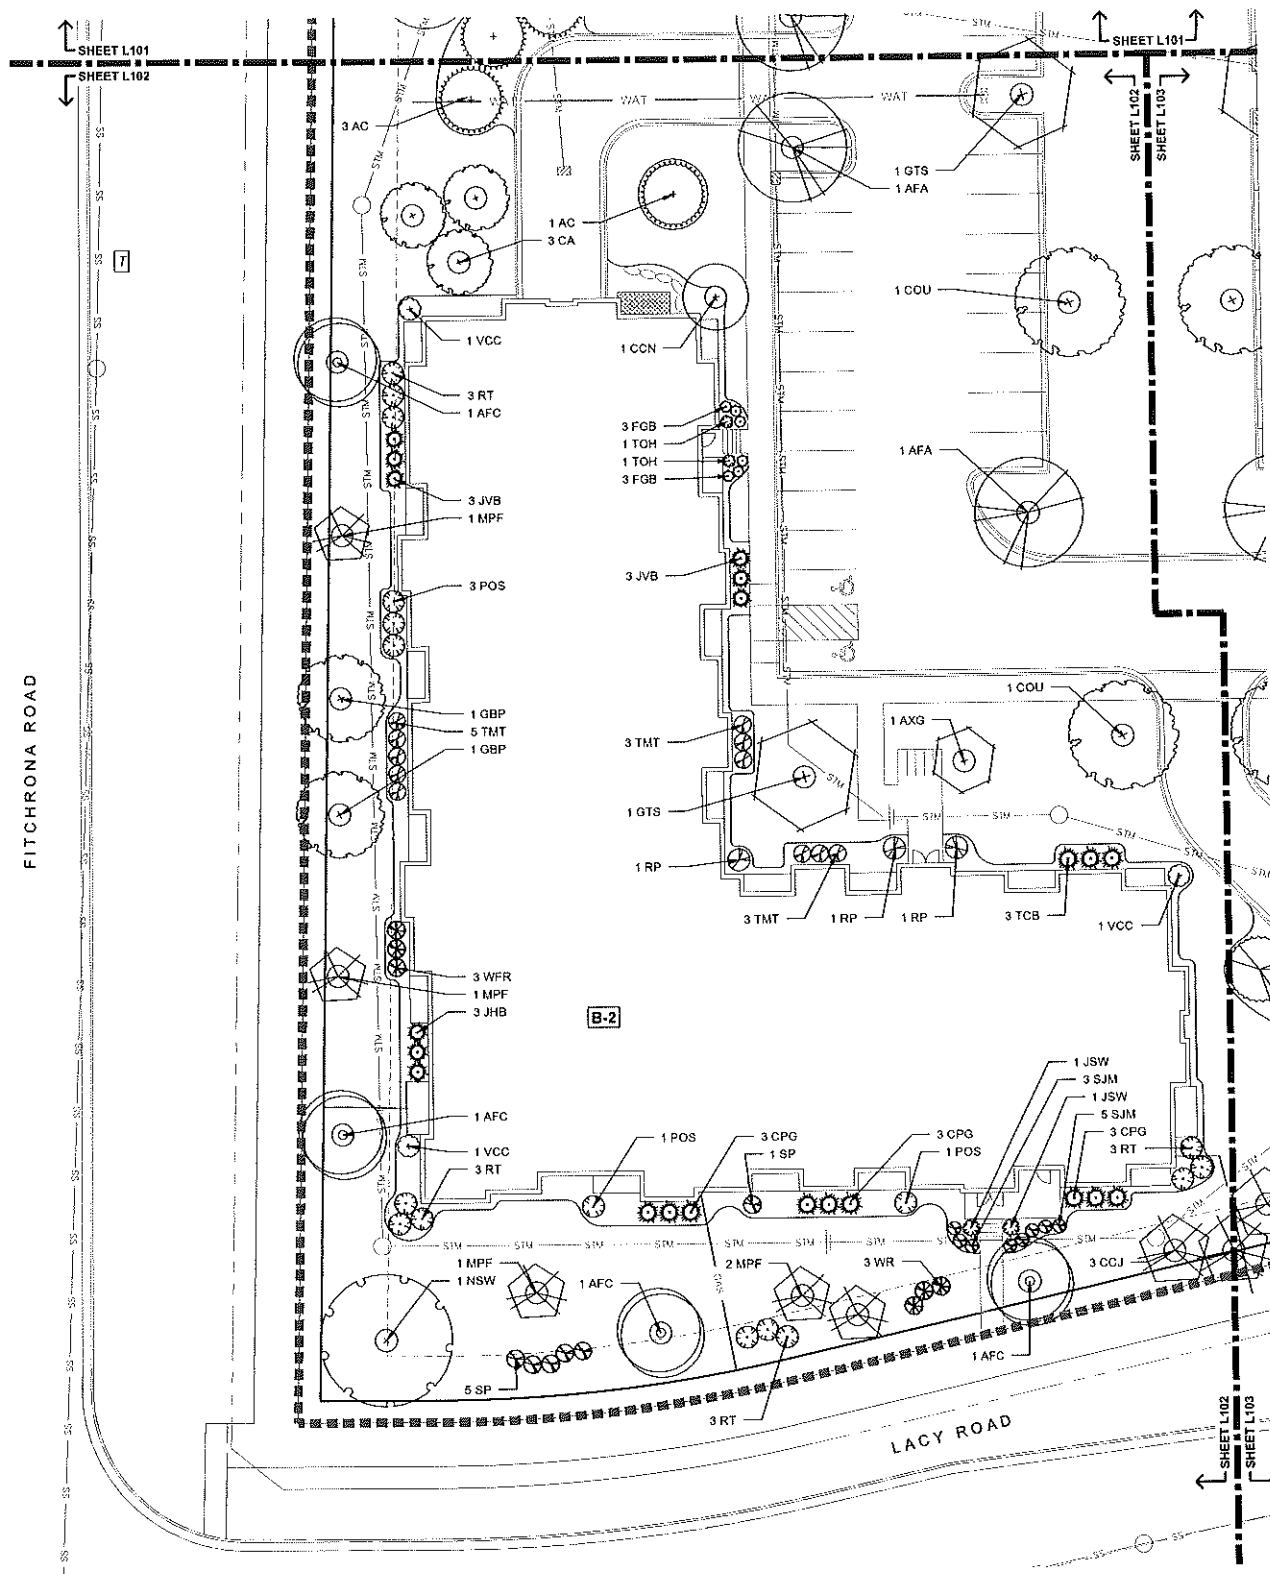 SHEET L101
SHEET L102
SHEET L101
SHEET L102
SHEET L103
3 AC
WAT
WAT
WAT
1 GTS
1 AFA
1 AC
3 CA
1 COU
1 VCC
1 CCN
3 RT
1 AFC
3 FGB
1 TOH
1 TOH
3 FGB
1 AFA
3 JVB
1 MPF
3 JVB
3 POS
1 COU
1 GBP
5 TMT
1 GBP
3 TMT
1 AXG
1 GTS
1 RP
3 TMT
1 RP
1 RP
3 TCB
1 VCC
3 WFR
1 MPF
3 JHB
B-2
T
FITCHRONA ROAD
1 JSW
3 SJM
1 JSW
5 SJM
3 CPG
3 RT
1 AFC
1 VCC
3 RT
1 POS
3 CPG
1 SP
3 CPG
1 POS
STM
STM
STM
STM
STM
STM
STM
1 MPF
1 NSW
1 AFC
2 MPF
3 WR
3 CCJ
1 AFC
5 SP
3 RT
LACY ROAD
SHEET L102
SHEET L103